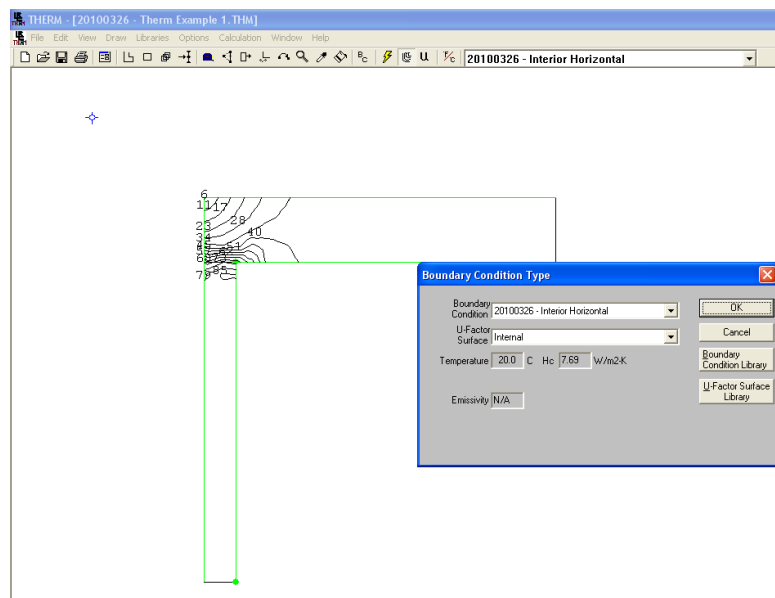 THERM - [20100326 - Therm Example 1.THM]
File Edit View Draw Libraries Options Calculation Window Help
20100326 - Interior Horizontal
6
11 17
23 28
34 40
51
79 85
Boundary Condition Type
Boundary Condition 20100326 - Interior Horizontal
OK
U-Factor Surface Internal
Cancel
Temperature 20.0 C Hc 7.69 W/m2-K
Boundary Condition Library
U-Factor Surface Library
Emissivity N/A